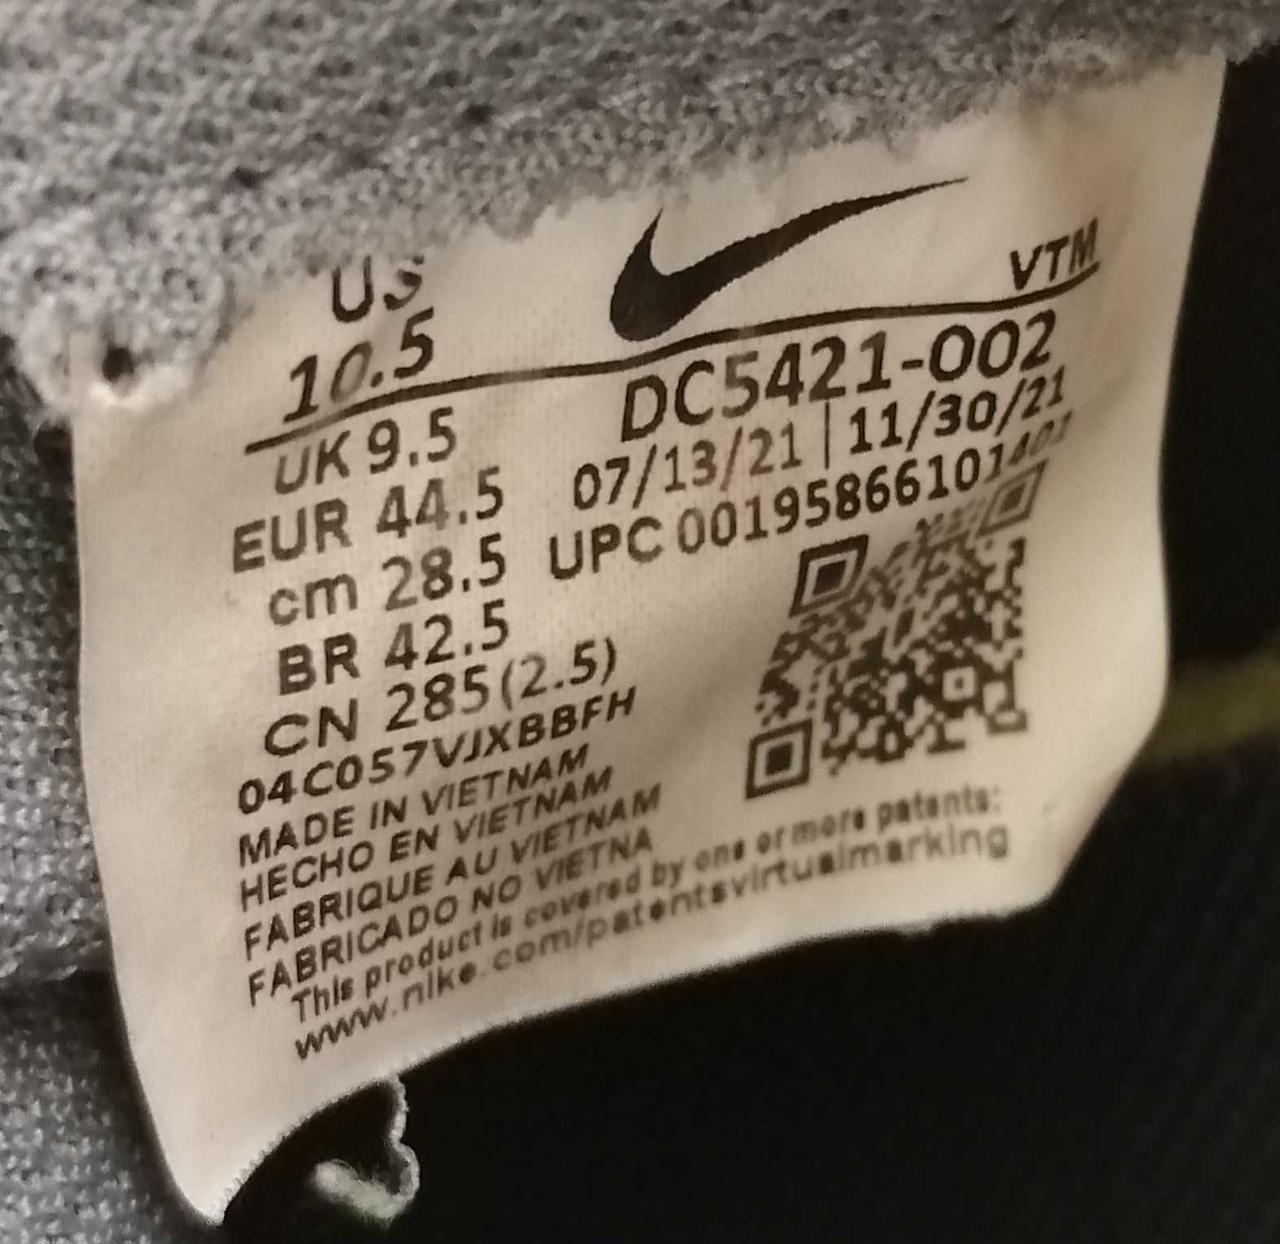 US
10.5
VTM
UK 9.5
EUR 44.5
cm 28.5
BR 42.5
CN 285(2.5)
DC5421-002
07/13/21 | 11/30/21
UPC
04C057VJXBBFH
MADE IN VIETNAM
HECHO EN VIETNAM
FABRIQUE AU VIETNAM
FABRICADO NO VIETNA
This product is covered by one or more patents:
www.nike.com/patentsvirtualmarking